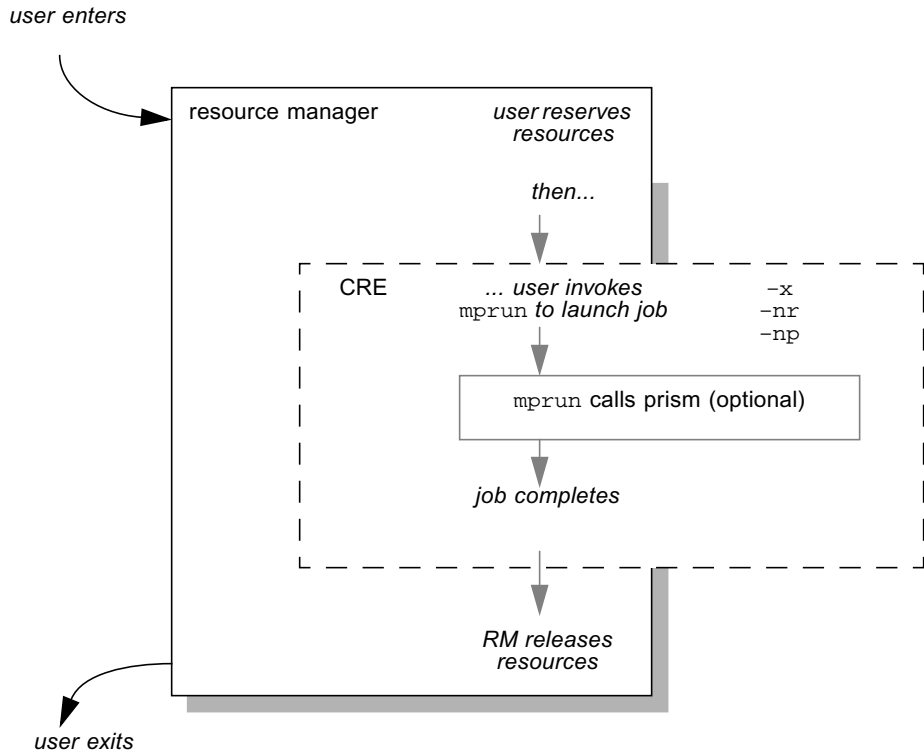 user enters
resource manager
user reserves
resources
then...
CRE
... user invokes
mprun to launch job
–x
–nr
–np
mprun calls prism (optional)
job completes
RM releases
resources
user exits